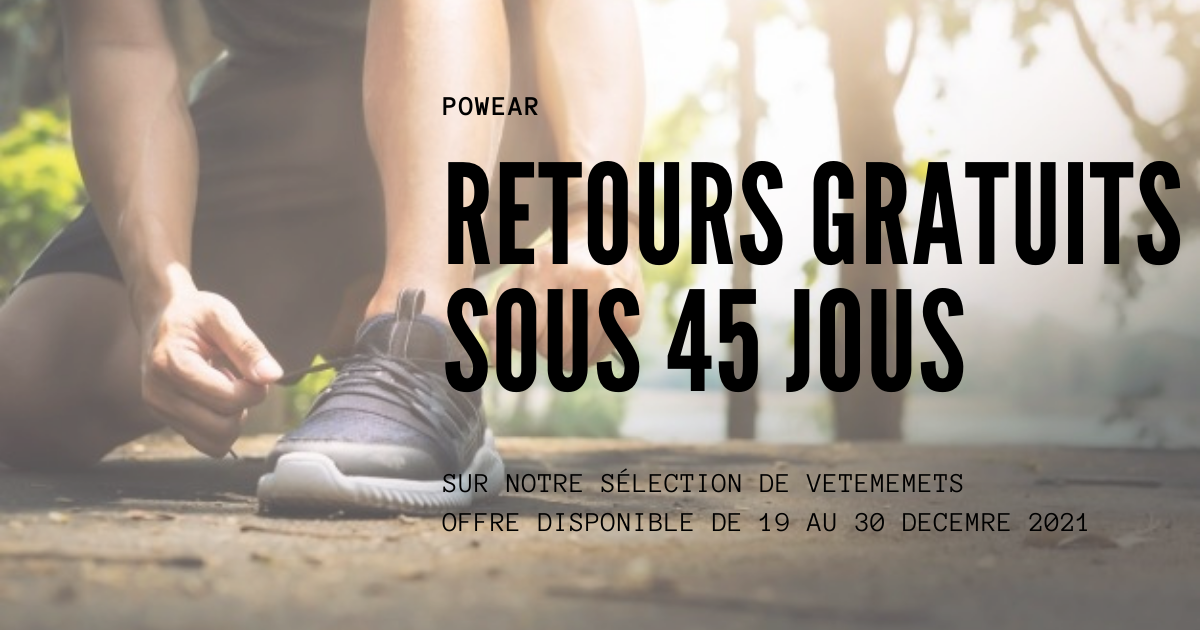 POWEAR
RETOURS GRATUITS
SOUS 45 JOUS
SUR NOTRE SÉLECTION DE VETEMEMETS
OFFRE DISPONIBLE DE 19 AU 30 DECEMRE 2021